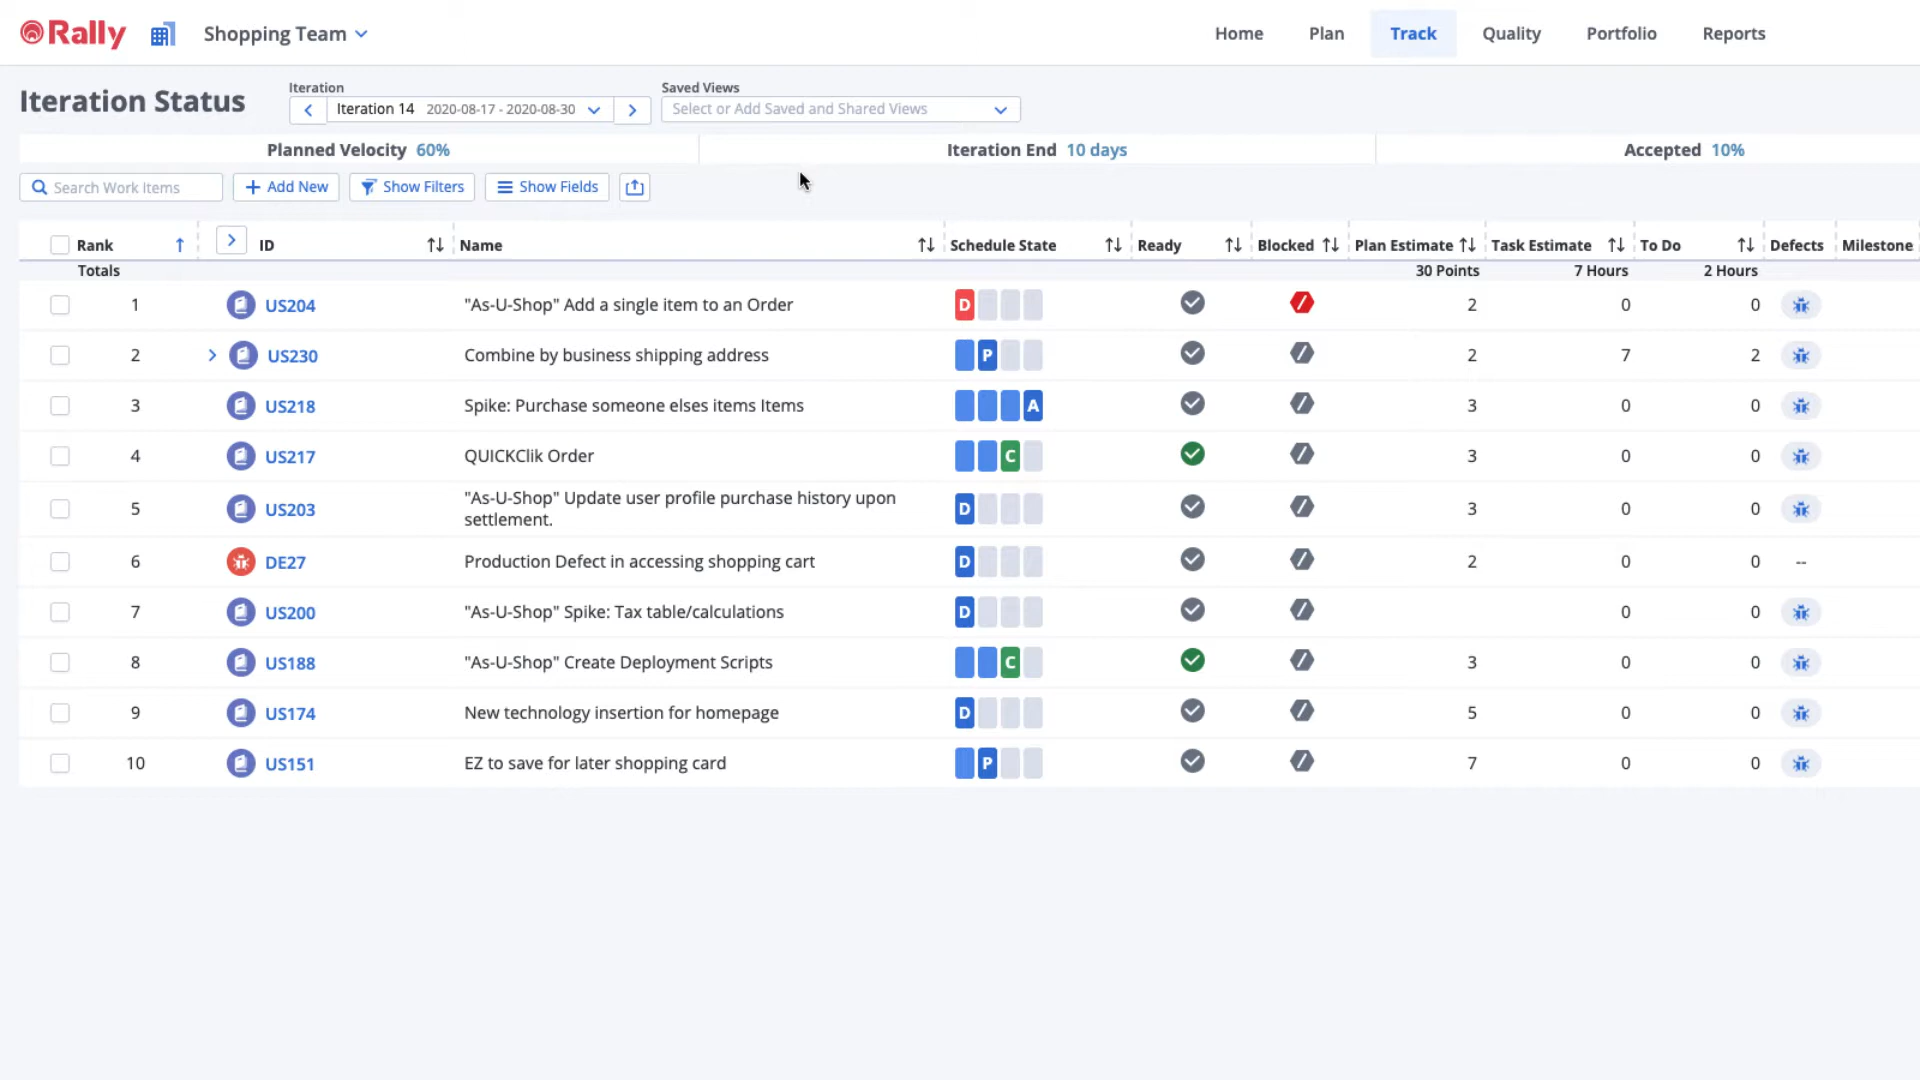 Rally
Shopping Team
Home
Plan
Track
Quality
Portfolio
Reports
Iteration Status
Iteration
Iteration 14 2020-08-17 - 2020-08-30
Saved Views
Select or Add Saved and Shared Views
Planned Velocity 60%
Iteration End 10 days
Accepted 10%
Search Work Items
Add New
Show Filters
Show Fields
Rank ID Name Schedule State Ready Blocked Plan Estimate Task Estimate To Do Defects Milestone
Totals 30 Points 7 Hours 2 Hours
1 US204 "As-U-Shop" Add a single item to an Order D 2 0 0
2 US230 Combine by business shipping address P 2 7 2
3 US218 Spike: Purchase someone elses items Items A 3 0 0
4 US217 QUICKClik Order C 3 0 0
5 US203 "As-U-Shop" Update user profile purchase history upon
settlement. D 3 0 0
6 DE27 Production Defect in accessing shopping cart D 2 0 0 --
7 US200 "As-U-Shop" Spike: Tax table/calculations D 0 0
8 US188 "As-U-Shop" Create Deployment Scripts C 3 0 0
9 US174 New technology insertion for homepage D 5 0 0
10 US151 EZ to save for later shopping card P 7 0 0